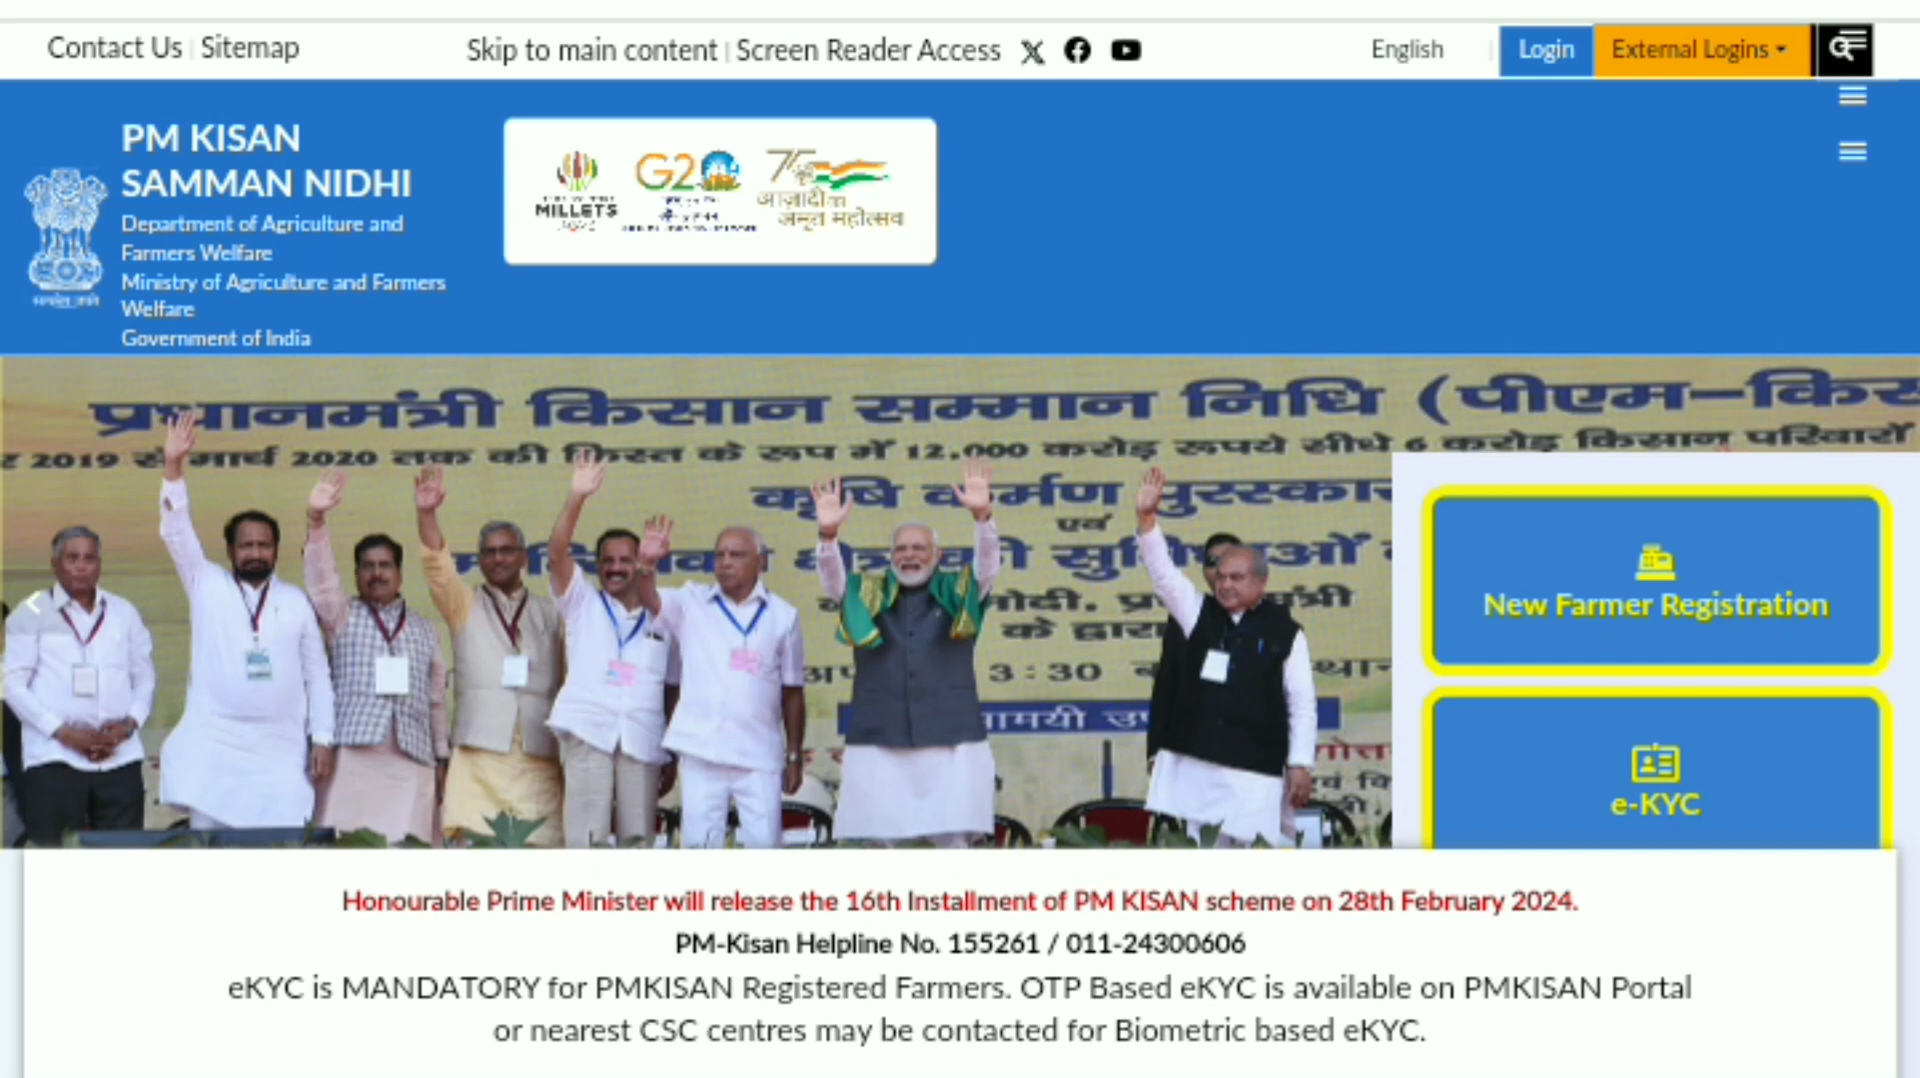 Contact Us | Sitemap
Skip to main content | Screen Reader Access
English
Login
External Logins
PM KISAN
SAMMAN NIDHI
Department of Agriculture and
Farmers Welfare
Ministry of Agriculture and Farmers
Welfare
Government of India
MILLETS
G20
75
आज़ादी का
अमृत महोत्सव
प्रधानमंत्री किसान सम्मान निधि (पीएम-किस
र 2019 से मार्च 2020 तक की किस्त के रूप में 12,000 करोड़ रूपये सीधे 6 करोड़ किसान परिवारों
कृषि कर्मण पुरस्कार
एवं
की
के द्वारा
3:30
New Farmer Registration
e-KYC
Honourable Prime Minister will release the 16th Installment of PM KISAN scheme on 28th February 2024.
PM-Kisan Helpline No. 155261 / 011-24300606
eKYC is MANDATORY for PMKISAN Registered Farmers. OTP Based eKYC is available on PMKISAN Portal
or nearest CSC centres may be contacted for Biometric based eKYC.